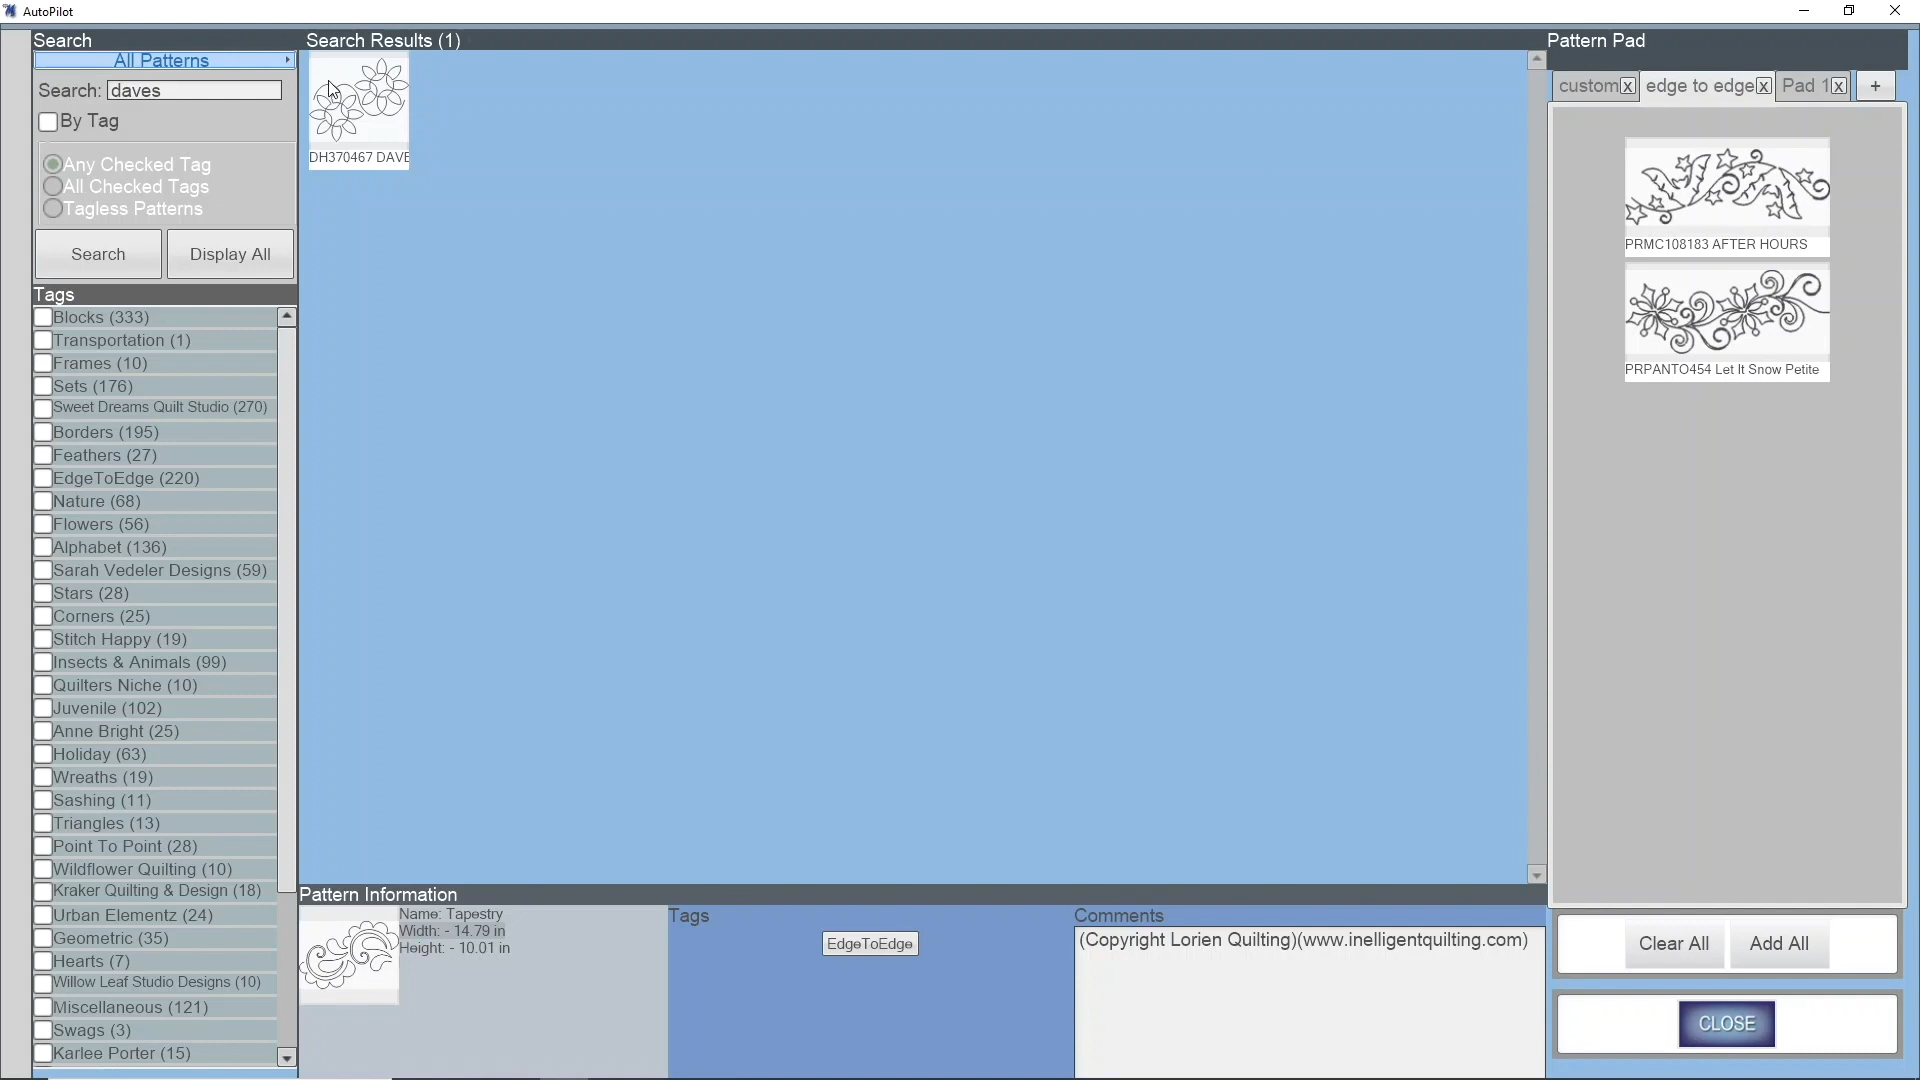 AutoPilot
Search
All Patterns
Search: daves
By Tag
Any Checked Tag
All Checked Tags
Tagless Patterns
Search
Display All
Tags
Blocks (333)
Transportation (1)
Frames (10)
Sets (176)
Sweet Dreams Quilt Studio (270)
Borders (195)
Feathers (27)
EdgeToEdge (220)
Nature (68)
Flowers (56)
Alphabet (136)
Sarah Vedeler Designs (59)
Stars (28)
Corners (25)
Stitch Happy (19)
Insects & Animals (99)
Quilters Niche (10)
Juvenile (102)
Anne Bright (25)
Holiday (63)
Wreaths (19)
Sashing (11)
Triangles (13)
Point To Point (28)
Wildflower Quilting (10)
Kraker Quilting & Design (18)
Urban Elementz (24)
Geometric (35)
Hearts (7)
Willow Leaf Studio Designs (10)
Miscellaneous (121)
Swags (3)
Karlee Porter (15)
Search Results (1)
DH370467 DAVE
Pattern Information
Name: Tapestry
Width: - 14.79 in
Height: - 10.01 in
Tags
EdgeToEdge
Comments
(Copyright Lorien Quilting)(www.inelligentquilting.com)
Pattern Pad
custom x edge to edge x Pad 1 x +
PRMC108183 AFTER HOURS
PRPANTO454 Let It Snow Petite
Clear All
Add All
CLOSE